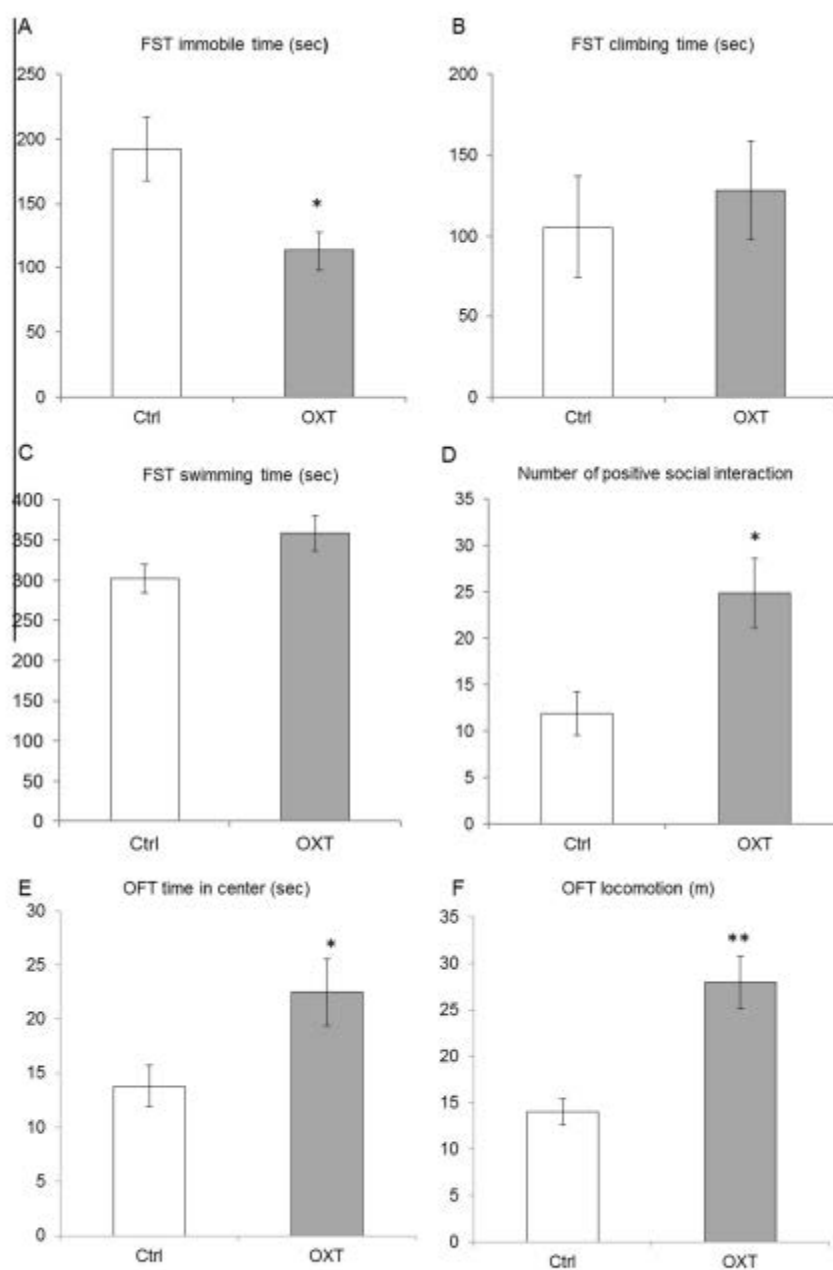 A
FST immobile time (sec)
250
200
150
100
50
0
*
Ctrl OXT
B
FST climbing time (sec)
200
150
100
50
0
Ctrl OXT
C
FST swimming time (sec)
400
350
300
250
200
150
100
50
0
Ctrl OXT
D
Number of positive social interaction
35
30
25
20
15
10
5
0
*
Ctrl OXT
E
OFT time in center (sec)
30
25
20
15
10
5
0
*
Ctrl OXT
F
OFT locomotion (m)
35
30
25
20
15
10
5
0
**
Ctrl OXT